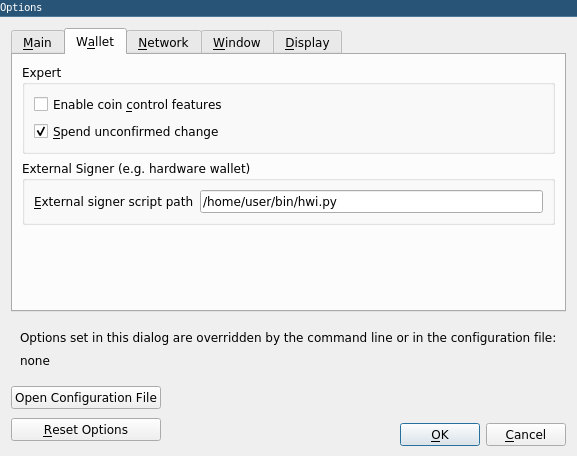 Options
Main Wallet Network Window Display
Expert
Enable coin control features
Spend unconfirmed change
External Signer (e.g. hardware wallet)
External signer script path /home/user/bin/hwi.py
Options set in this dialog are overridden by the command line or in the configuration file:
none
Open Configuration File
Reset Options
OK Cancel